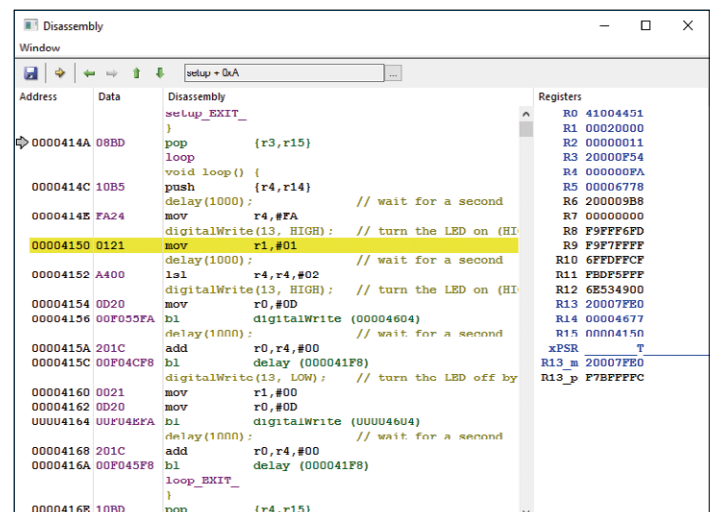 Disassembly
Window
setup + 0xA ...
Address Data Disassembly Registers
setup_EXIT_ R0 41004451
} R1 00020000
0000414A 08BD pop {r3,r15} R2 00000011
loop R3 20000F54
void loop() { R4 000000FA
0000414C 10B5 push {r4,r14} R5 00006778
delay(1000); // wait for a second R6 200009B8
0000414E FA24 mov r4,#FA R7 00000000
digitalWrite(13, HIGH); // turn the LED on (HI R8 F9FFF6FD
00004150 0121 mov r1,#01 R9 F9F7FFFF
delay(1000); // wait for a second R10 6FFDFFCF
00004152 A400 lsl r4,r4,#02 R11 FBDF5FFF
digitalWrite(13, HIGH); // turn the LED on (HI R12 6E534900
00004154 0D20 mov r0,#0D R13 20007FE0
00004156 00F055FA bl digitalWrite (00004604) R14 00004677
delay(1000); // wait for a second R15 00004150
0000415A 201C add r0,r4,#00 xPSR T
0000415C 00F04CF8 bl delay (000041F8) R13_m 20007FE0
digitalWrite(13, LOW); // turn the LED off by R13_p F7BFFFFC
00004160 0021 mov r1,#00
00004162 0D20 mov r0,#0D
00004164 00F04EFA bl digitalWrite (00004604)
delay(1000); // wait for a second
00004168 201C add r0,r4,#00
0000416A 00F045F8 bl delay (000041F8)
loop_EXIT_
}
0000416E 10BD pop {r4,r15}